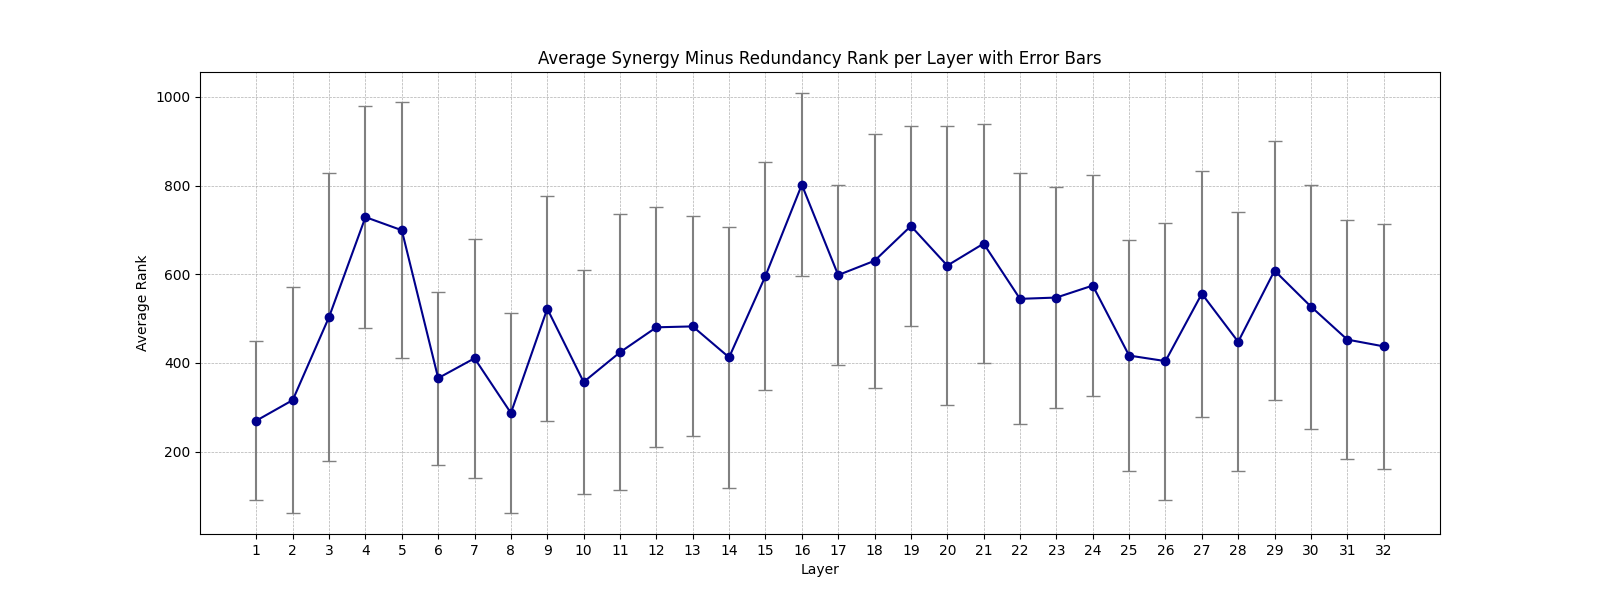 Average Synergy Minus Redundancy Rank per Layer with Error Bars
1000
800
600
400
200
Average Rank
1 2 3 4 5 6 7 8 9 10 11 12 13 14 15 16 17 18 19 20 21 22 23 24 25 26 27 28 29 30 31 32
Layer